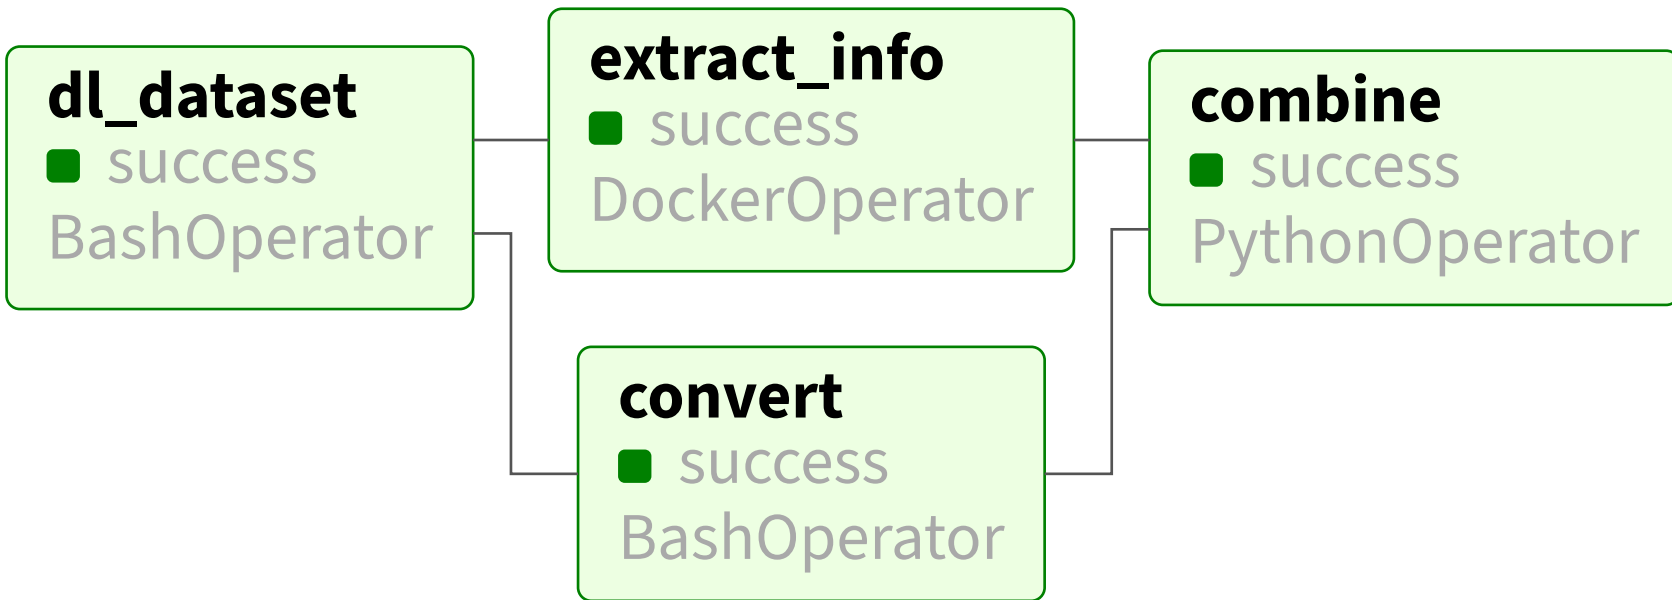 dl_dataset
success
BashOperator
extract_info
success
DockerOperator
convert
success
BashOperator
combine
success
PythonOperator